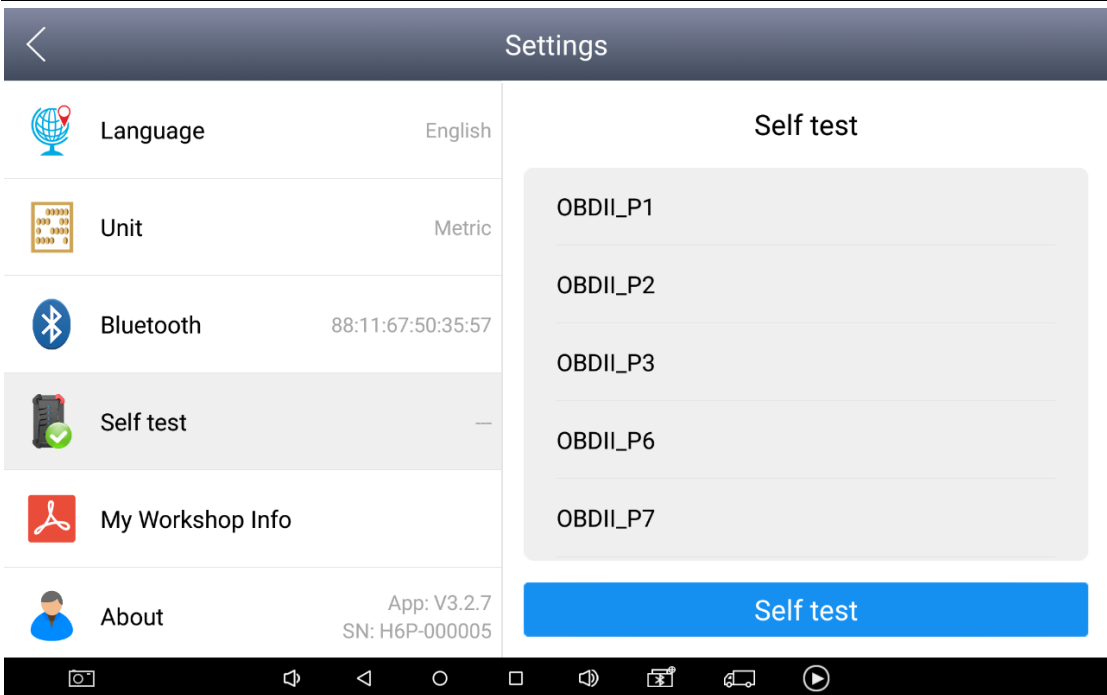 Settings
Language English
Unit Metric
Bluetooth 88:11:67:50:35:57
Self test —
My Workshop Info
About App: V3.2.7
SN: H6P-000005
Self test
OBDII_P1
OBDII_P2
OBDII_P3
OBDII_P6
OBDII_P7
Self test